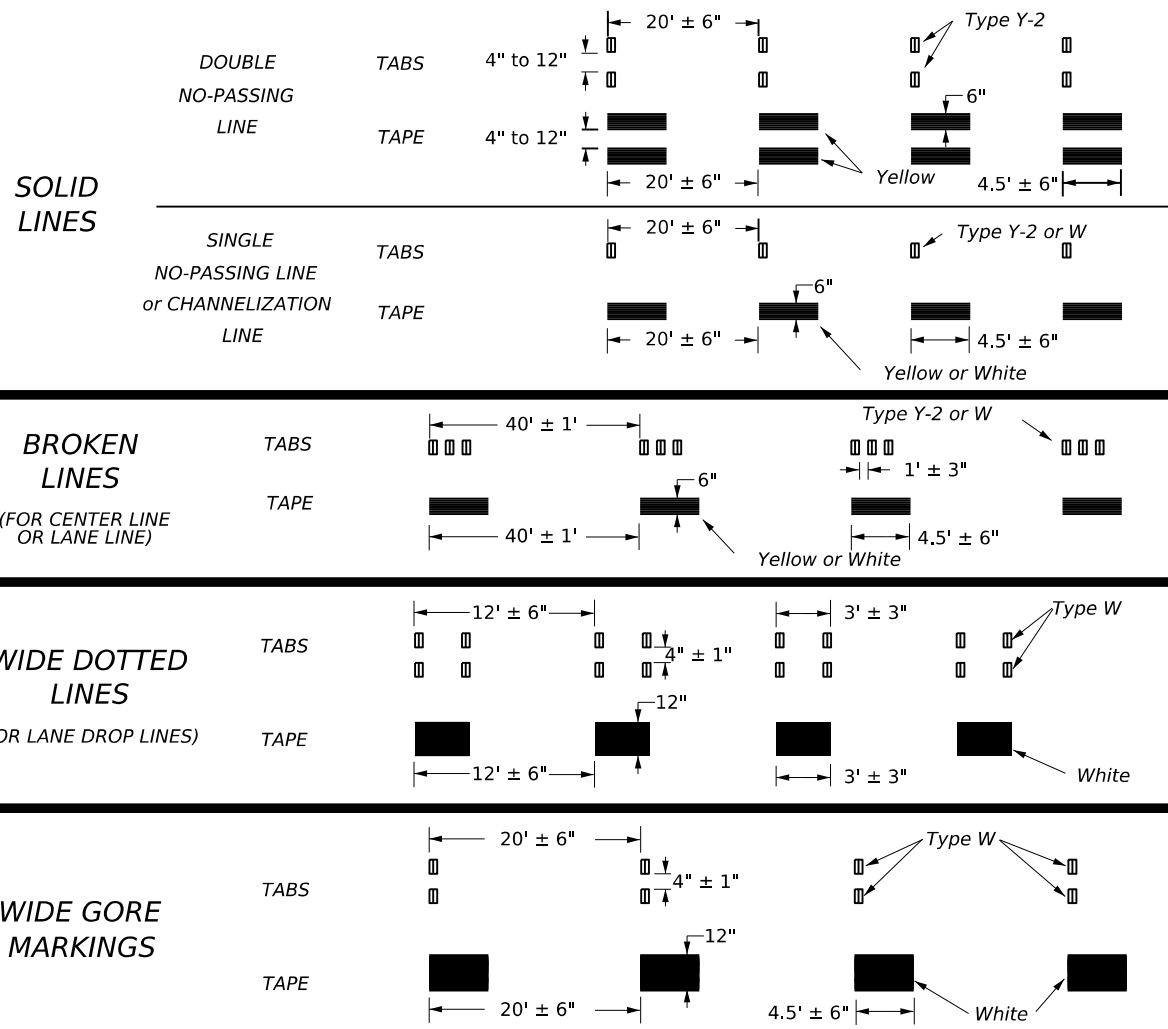 20' ± 6"
Type Y-2
DOUBLE
NO-PASSING
LINE
TABS
4" to 12"
6"
TAPE
4" to 12"
Yellow
20' ± 6"
4.5' ± 6"
SOLID
LINES
SINGLE
NO-PASSING LINE
or CHANNELIZATION
LINE
TABS
20' ± 6"
Type Y-2 or W
6"
TAPE
20' ± 6"
4.5' ± 6"
Yellow or White
BROKEN
LINES
(FOR CENTER LINE
OR LANE LINE)
TABS
40' ± 1'
Type Y-2 or W
1' ± 3"
TAPE
6"
40' ± 1'
4.5' ± 6"
Yellow or White
WIDE DOTTED
LINES
OR LANE DROP LINES)
TABS
12' ± 6"
3' ± 3"
Type W
4" ± 1"
12"
TAPE
12' ± 6"
3' ± 3"
White
WIDE GORE
MARKINGS
TABS
20' ± 6"
Type W
4" ± 1"
12"
TAPE
20' ± 6"
4.5' ± 6"
White